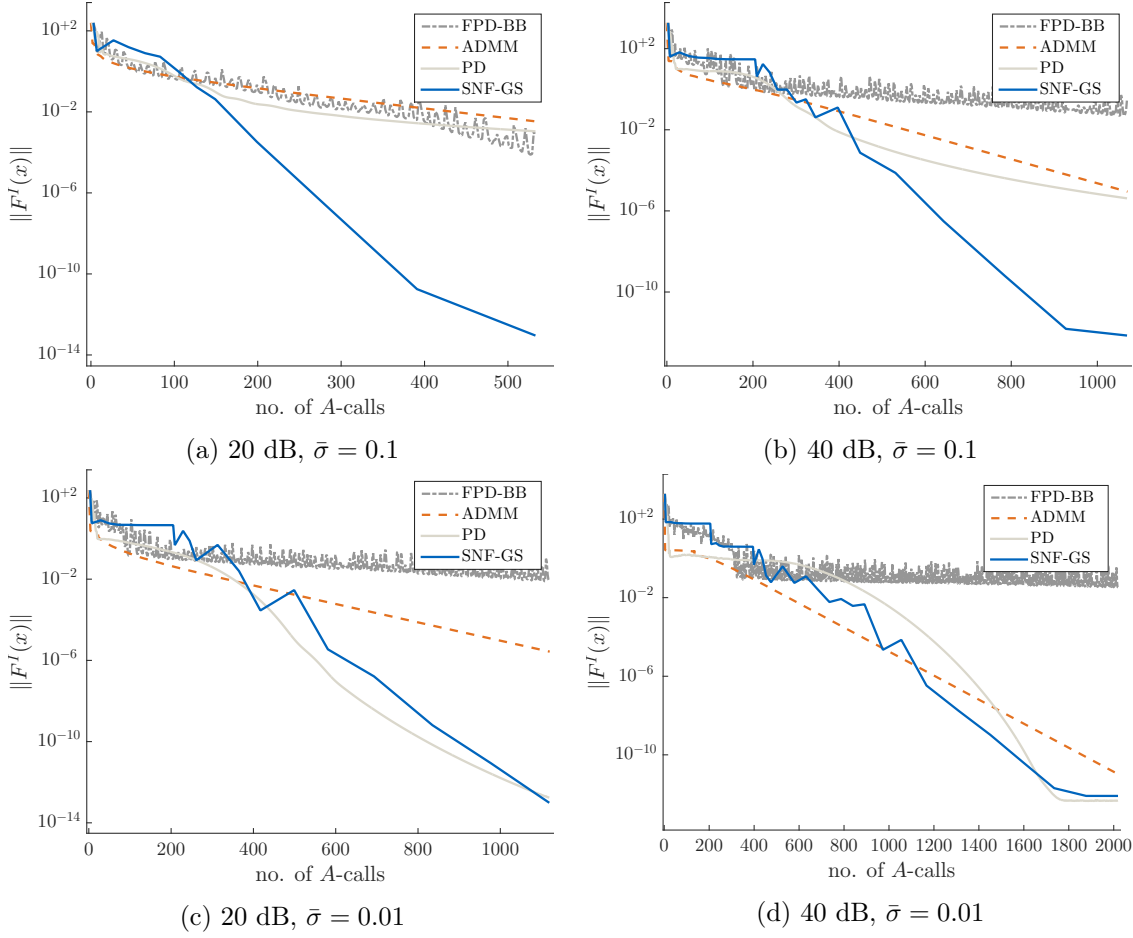 10^{+2}
10^{-2}
10^{-6}
10^{-10}
10^{-14}
||F^I(x)||
FPD-BB
ADMM
PD
SNF-GS
0 100 200 300 400 500
no. of A-calls
(a) 20 dB, σ̄ = 0.1
10^{+2}
10^{-2}
10^{-6}
10^{-10}
||F^I(x)||
FPD-BB
ADMM
PD
SNF-GS
0 200 400 600 800 1000
no. of A-calls
(b) 40 dB, σ̄ = 0.1
10^{+2}
10^{-2}
10^{-6}
10^{-10}
10^{-14}
||F^I(x)||
FPD-BB
ADMM
PD
SNF-GS
0 200 400 600 800 1000
no. of A-calls
(c) 20 dB, σ̄ = 0.01
10^{+2}
10^{-2}
10^{-6}
10^{-10}
||F^I(x)||
FPD-BB
ADMM
PD
SNF-GS
0 200 400 600 800 1000 1200 1400 1600 1800 2000
no. of A-calls
(d) 40 dB, σ̄ = 0.01